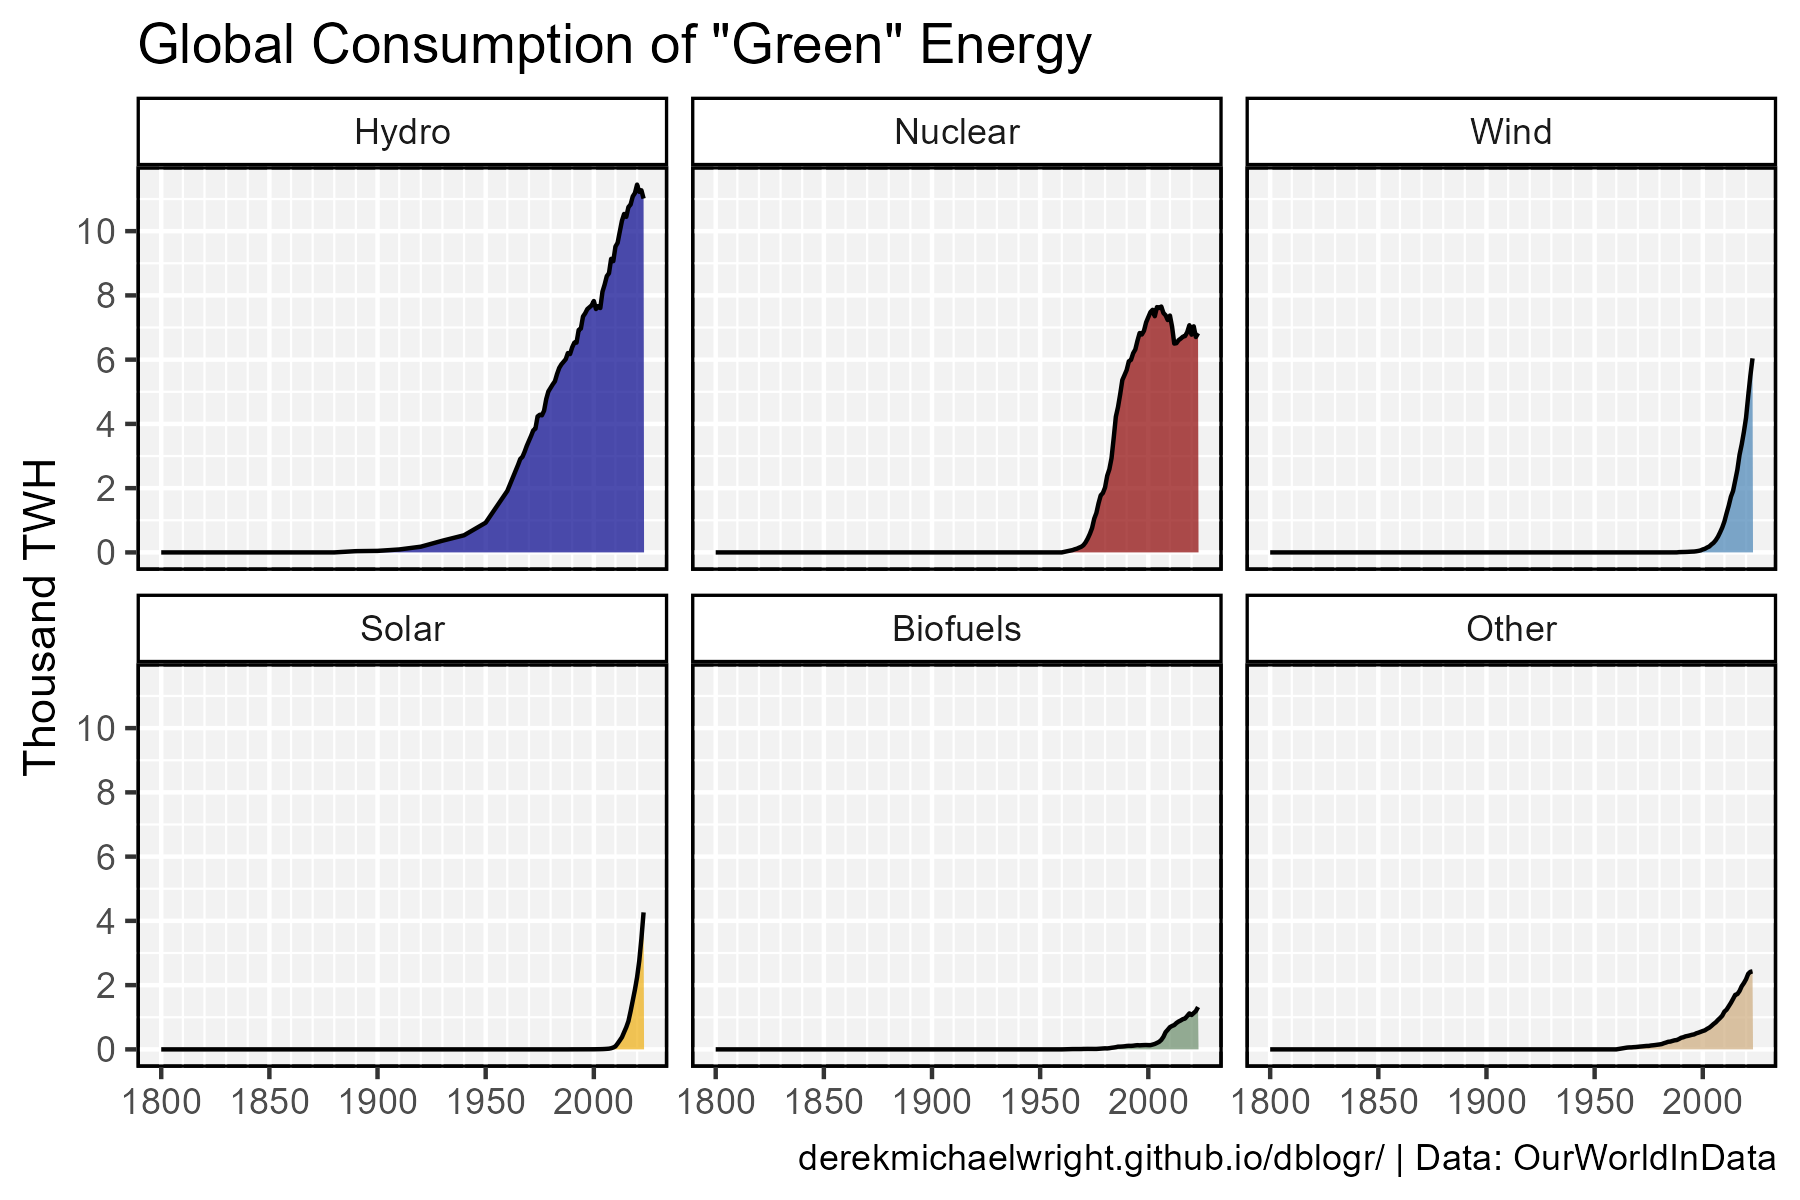 Global Consumption of "Green" Energy
Hydro
Nuclear
Wind
10
8
6
4
2
0
Thousand TWH
Solar
Biofuels
Other
10
8
6
4
2
0
1800 1850 1900 1950 2000
1800 1850 1900 1950 2000
1800 1850 1900 1950 2000
derekmichaelwright.github.io/dblogr/ | Data: OurWorldInData